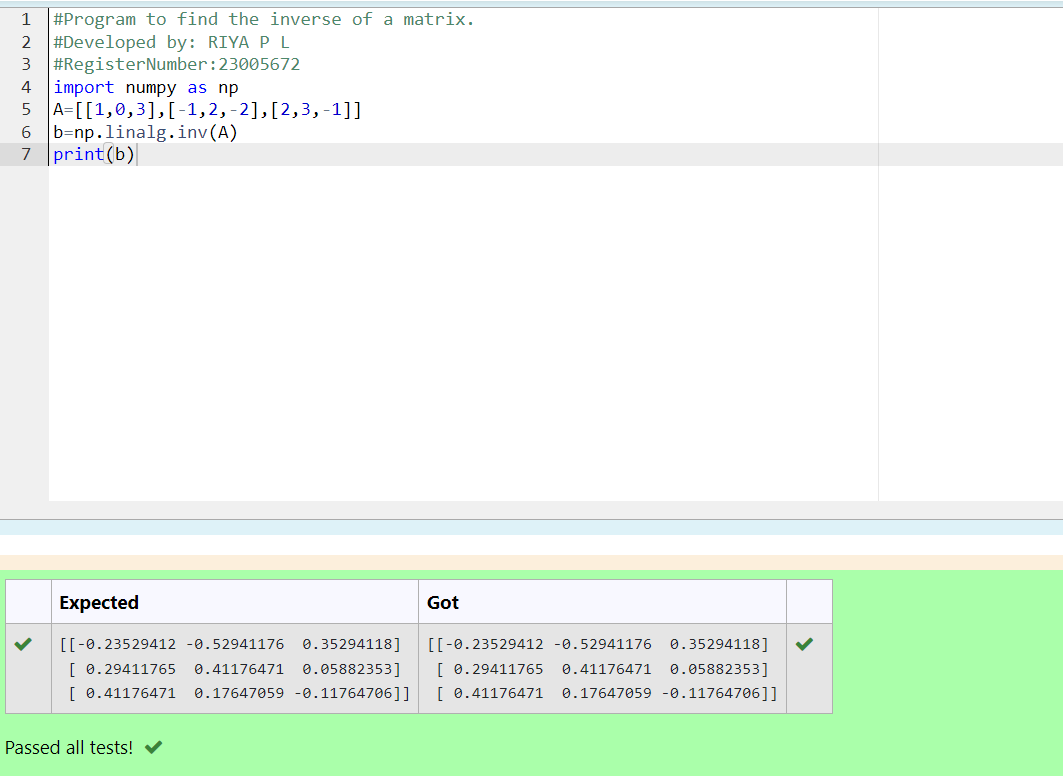 1 #Program to find the inverse of a matrix.
2 #Developed by: RIYA P L
3 #RegisterNumber:23005672
4 import numpy as np
5 A=[[1,0,3],[-1,2,-2],[2,3,-1]]
6 b=np.linalg.inv(A)
7 print(b)
Expected Got
[[-0.23529412 -0.52941176  0.35294118] [[-0.23529412 -0.52941176  0.35294118]
[ 0.29411765  0.41176471  0.05882353] [ 0.29411765  0.41176471  0.05882353]
[ 0.41176471  0.17647059 -0.11764706]] [ 0.41176471  0.17647059 -0.11764706]]
Passed all tests!